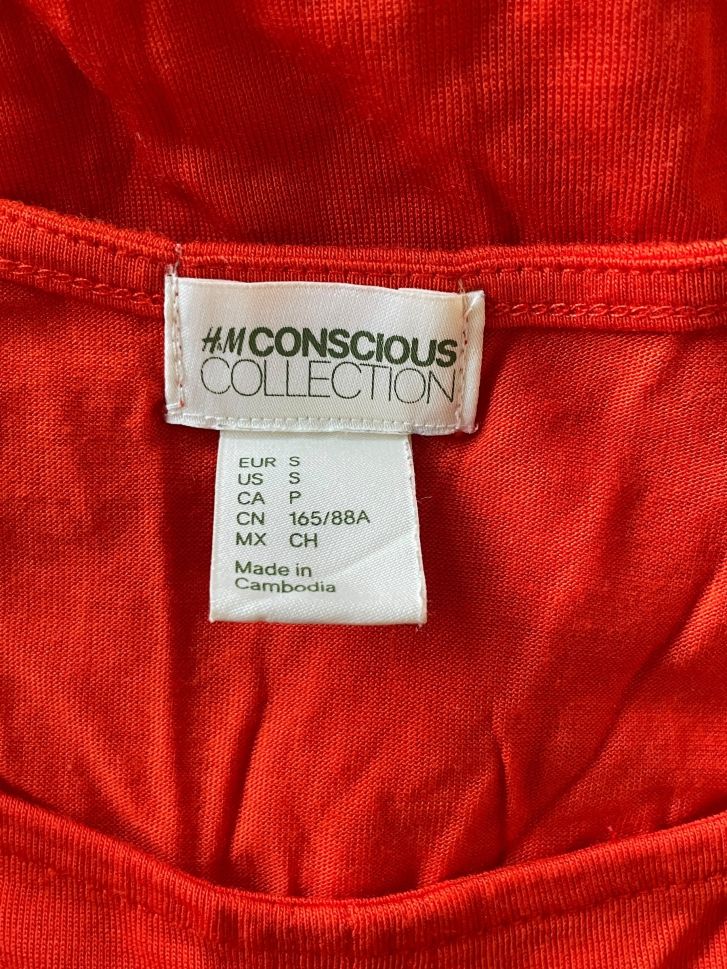 H&M CONSCIOUS
COLLECTION
EUR S
US S
CA P
CN 165/88A
MX CH
Made in
Cambodia